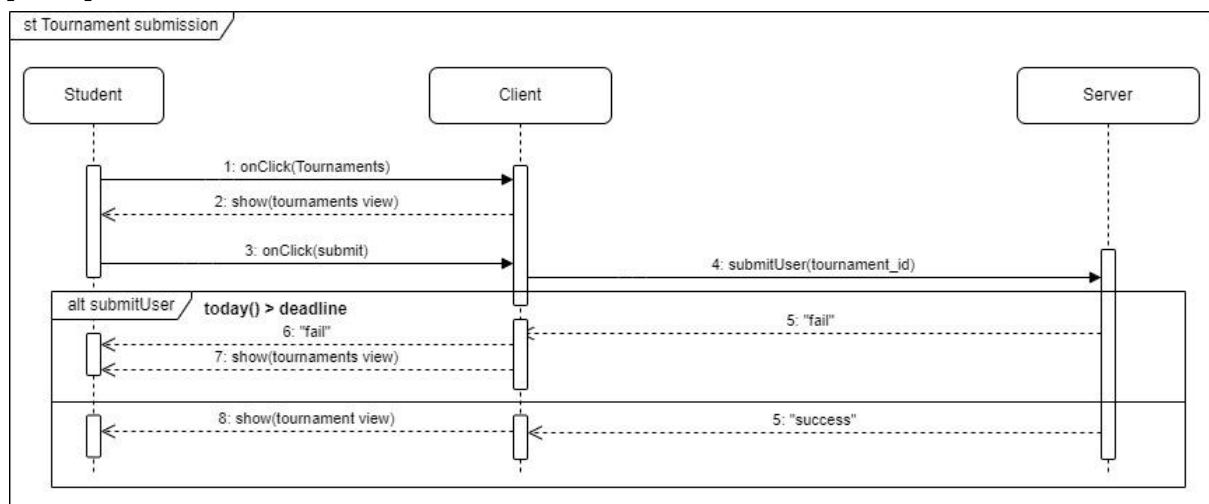 st Tournament submission
Student
Client
Server
1: onClick(Tournaments)
2: show(tournaments view)
3: onClick(submit)
4: submitUser(tournament_id)
alt submitUser
today() > deadline
5: "fail"
6: "fail"
7: show(tournaments view)
8: show(tournament view)
5: "success"